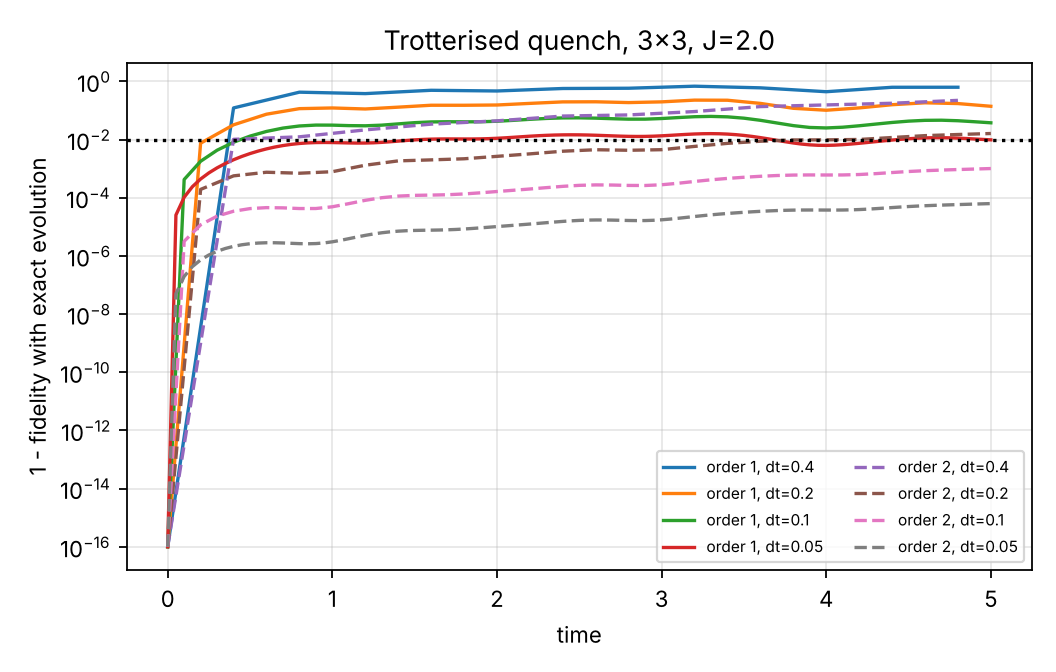 Trotterised quench, 3×3, J=2.0
1 - fidelity with exact evolution
10⁰
10⁻²
10⁻⁴
10⁻⁶
10⁻⁸
10⁻¹⁰
10⁻¹²
10⁻¹⁴
10⁻¹⁶
order 1, dt=0.4
order 1, dt=0.2
order 1, dt=0.1
order 1, dt=0.05
order 2, dt=0.4
order 2, dt=0.2
order 2, dt=0.1
order 2, dt=0.05
0 1 2 3 4 5
time